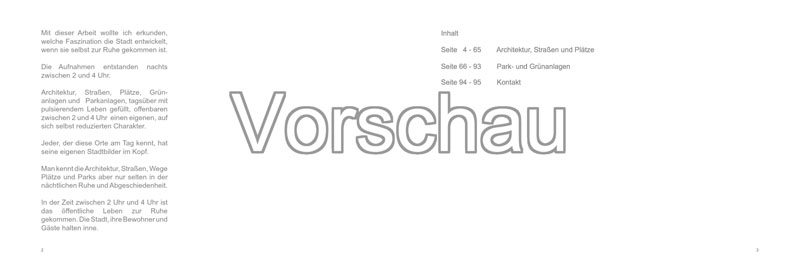 Mit dieser Arbeit wollte ich erkunden,
welche Faszination die Stadt entwickelt,
wenn sie selbst zur Ruhe gekommen ist.
Die Aufnahmen entstanden nachts
zwischen 2 und 4 Uhr.
Architektur, Straßen, Plätze, Grün-
anlagen und Parkanlagen, tagsüber mit
pulsierendem Leben gefüllt, offenbaren
zwischen 2 und 4 Uhr einen eigenen, auf
sich selbst reduzierten Charakter.
Jeder, der diese Orte am Tag kennt, hat
seine eigenen Stadtbilder im Kopf.
Man kennt die Architektur, Straßen, Wege
Plätze und Parks aber nur selten in der
nächtlichen Ruhe und Abgeschiedenheit.
In der Zeit zwischen 2 Uhr und 4 Uhr ist
das öffentliche Leben zur Ruhe
gekommen. Die Stadt, ihre Bewohner und
Gäste halten inne.
2
Inhalt
Seite 4 - 65 Architektur, Straßen und Plätze
Seite 66 - 93 Park- und Grünanlagen
Seite 94 - 95 Kontakt
Vorschau
3